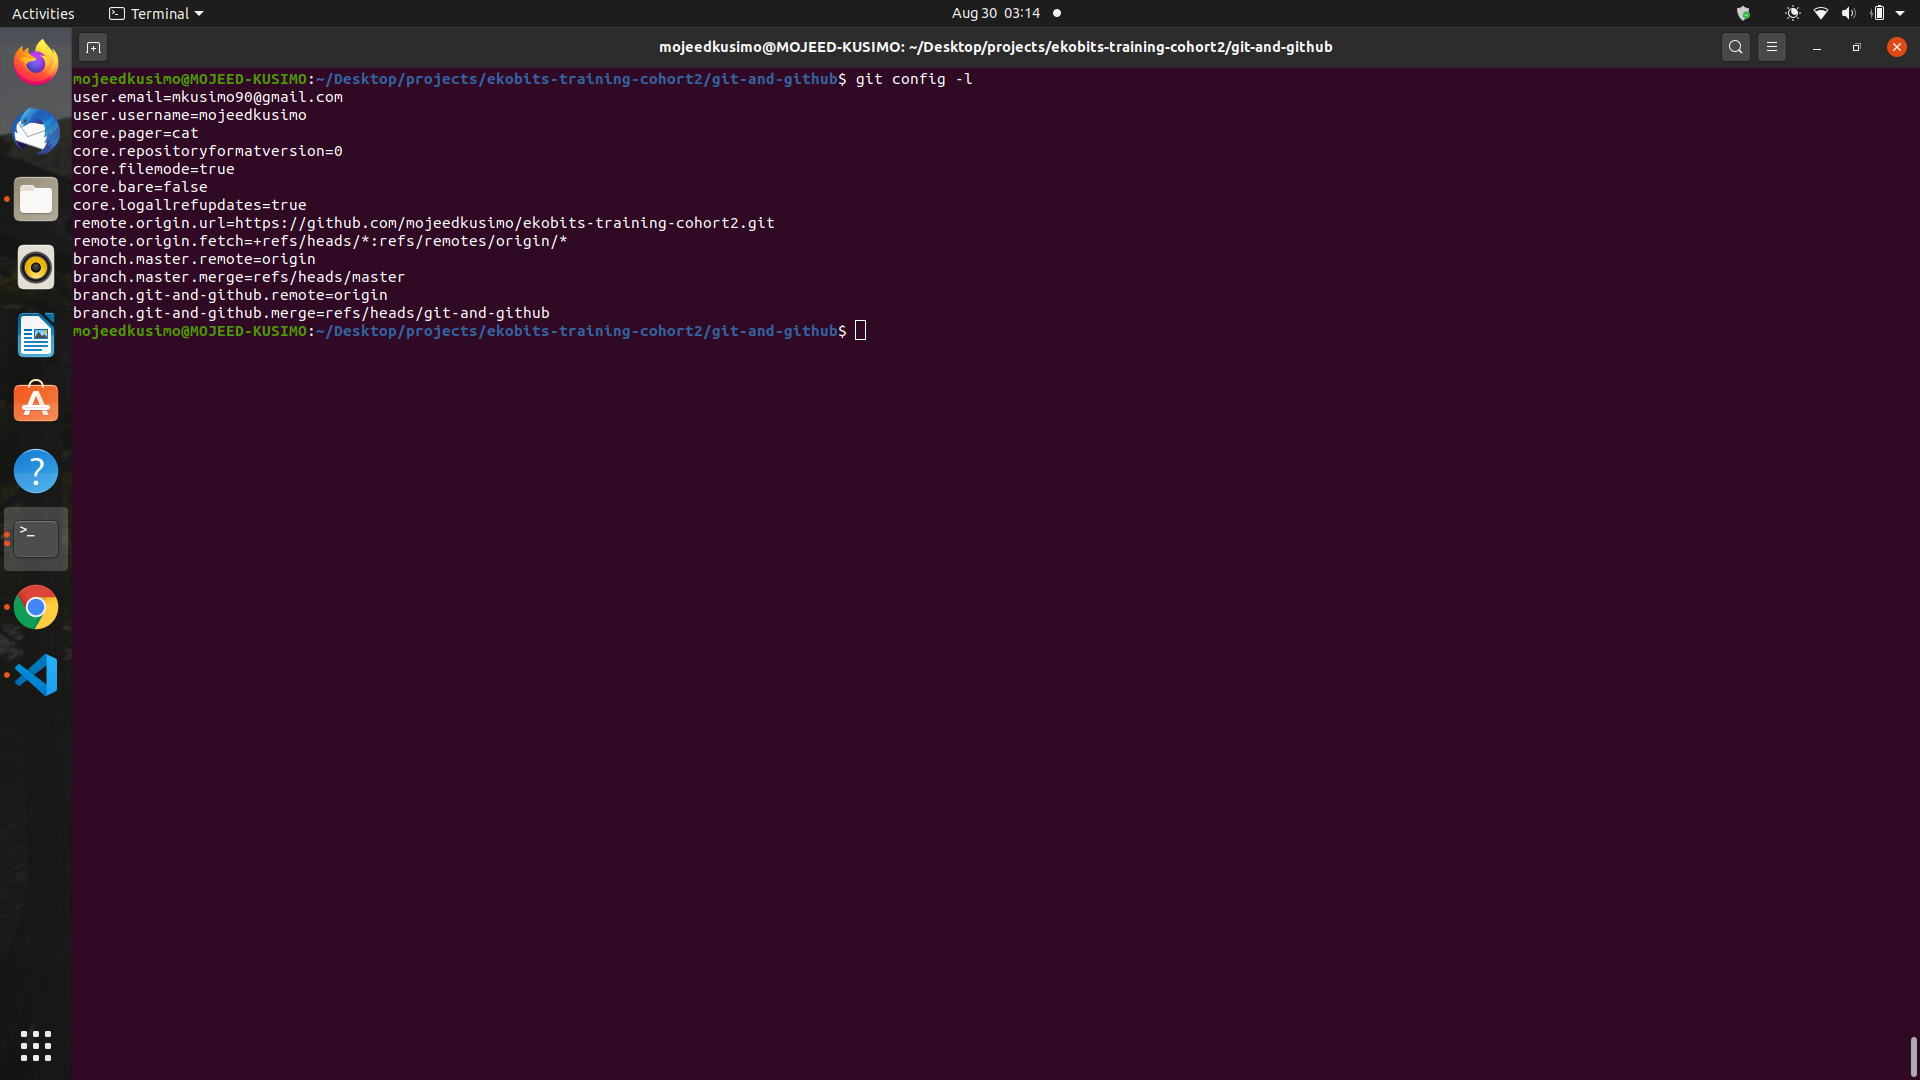 Activities
Terminal
Aug 30 03:14
mojeedkusimo@MOJEED-KUSIMO: ~/Desktop/projects/ekobits-training-cohort2/git-and-github
mojeedkusimo@MOJEED-KUSIMO:~/Desktop/projects/ekobits-training-cohort2/git-and-github$ git config -l
user.email=mkusimo90@gmail.com
user.username=mojeedkusimo
core.pager=cat
core.repositoryformatversion=0
core.filemode=true
core.bare=false
core.logallrefupdates=true
remote.origin.url=https://github.com/mojeedkusimo/ekobits-training-cohort2.git
remote.origin.fetch=+refs/heads/*:refs/remotes/origin/*
branch.master.remote=origin
branch.master.merge=refs/heads/master
branch.git-and-github.remote=origin
branch.git-and-github.merge=refs/heads/git-and-github
mojeedkusimo@MOJEED-KUSIMO:~/Desktop/projects/ekobits-training-cohort2/git-and-github$